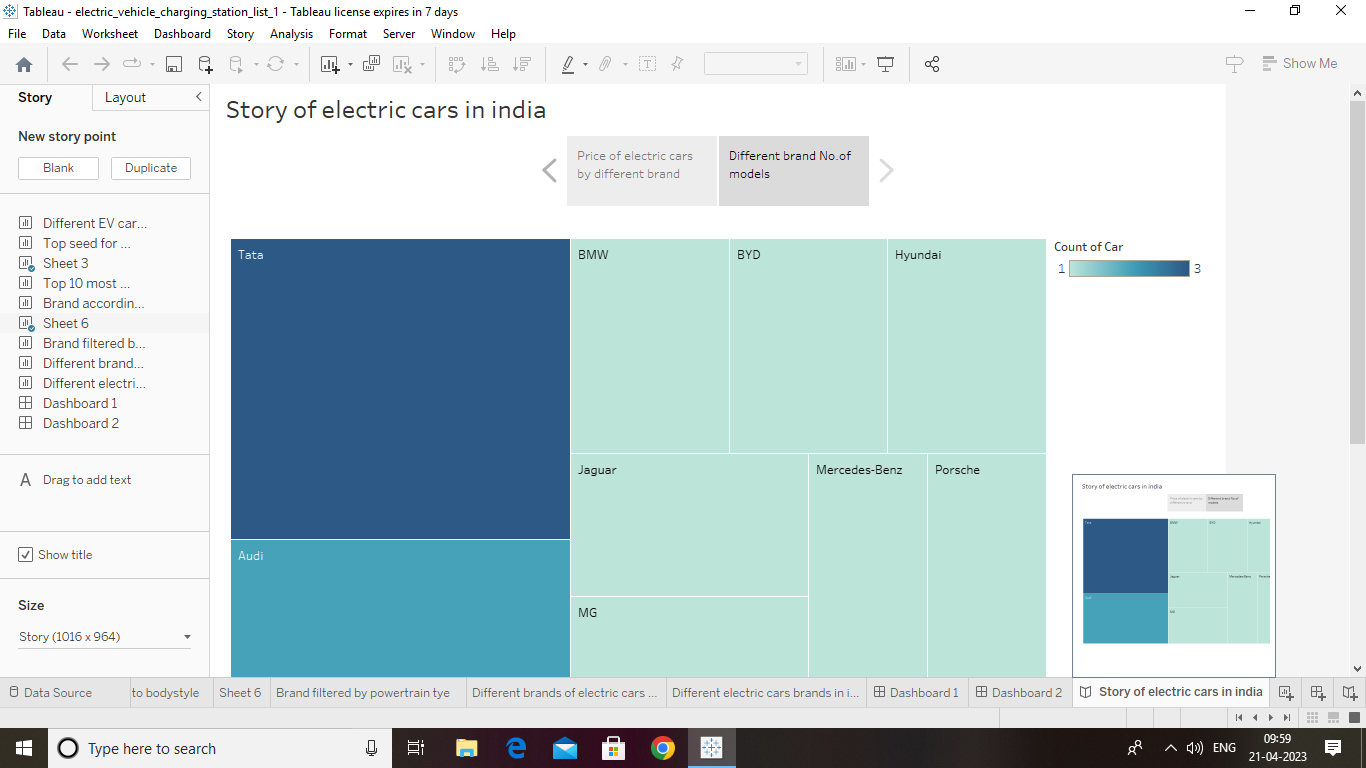 Tableau - electric_vehicle_charging_station_list_1 - Tableau license expires in 7 days
File Data Worksheet Dashboard Story Analysis Format Server Window Help
Show Me
Story Layout
New story point
Blank Duplicate
Different EV car...
Top seed for ...
Sheet 3
Top 10 most ...
Brand accordin...
Sheet 6
Brand filtered b...
Different brand...
Different electri...
Dashboard 1
Dashboard 2
A Drag to add text
Show title
Size
Story (1016 x 964)
Story of electric cars in india
Price of electric cars
by different brand
Different brand No.of
models
Tata
BMW
BYD
Hyundai
Jaguar
Mercedes-Benz
Porsche
Audi
MG
Count of Car
1 3
Story of electric cars in india
Price of electric cars
by different brand
Different brand No.of
models
Tata
BMW
BYD
Hyundai
Jaguar
Mercedes-Benz
Porsche
Audi
MG
Data Source to bodystyle Sheet 6 Brand filtered by powertrain tye Different brands of electric cars ... Different electric cars brands in i... Dashboard 1 Dashboard 2 Story of electric cars in india
Type here to search
ENG
09:59
21-04-2023